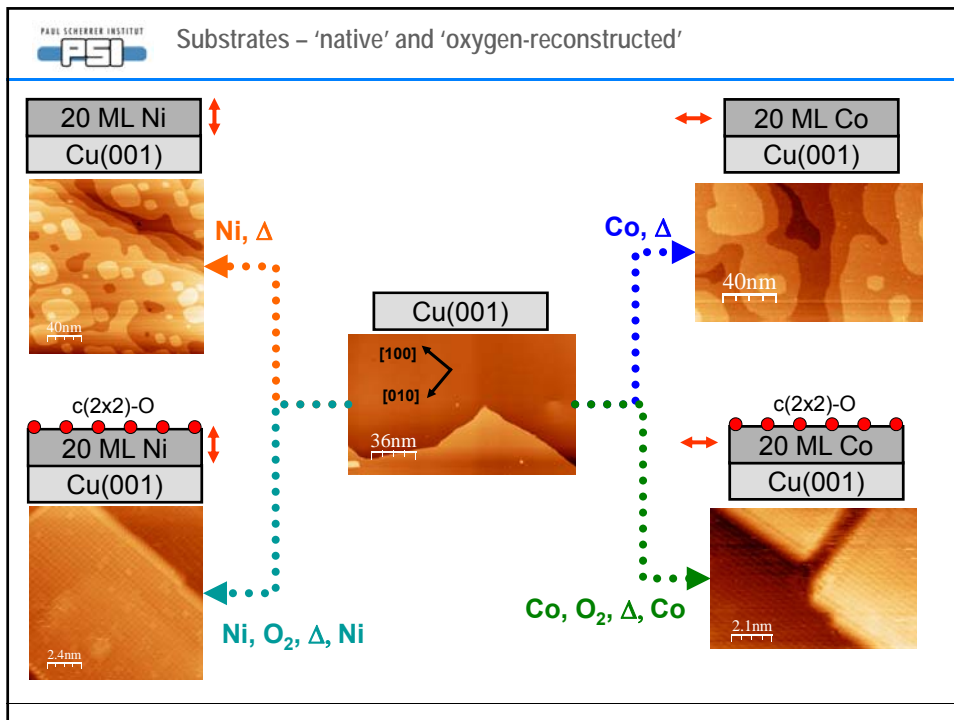 PAUL SCHERRER INSTITUT
PSI
Substrates – 'native' and 'oxygen-reconstructed'
20 ML Ni
Cu(001)
20 ML Co
Cu(001)
Ni, Δ
Co, Δ
40nm
40nm
Cu(001)
[100]
[010]
36nm
c(2x2)-O
20 ML Ni
Cu(001)
c(2x2)-O
20 ML Co
Cu(001)
Ni, O₂, Δ, Ni
Co, O₂, Δ, Co
2.4nm
2.1nm